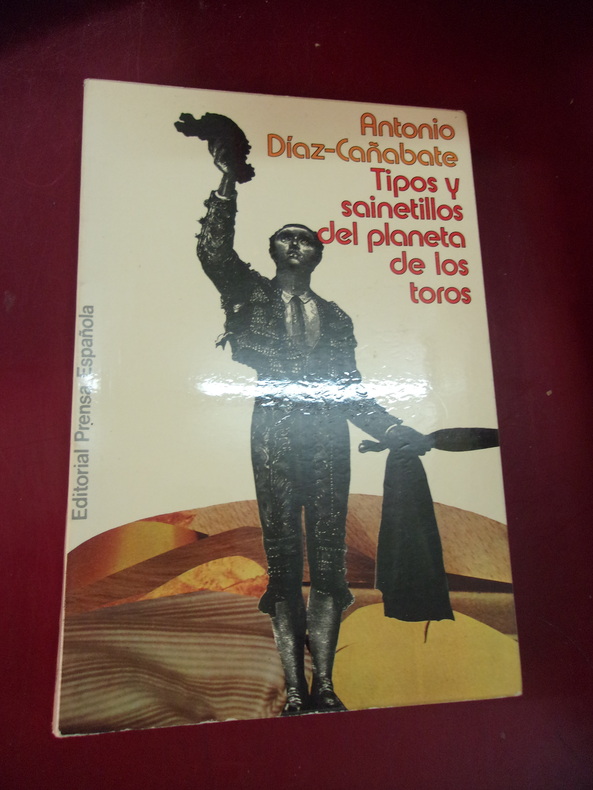 Antonio
Díaz-Cañabate
Tipos y
sainetillos
del planeta
de los
toros
Editorial Prensa Española